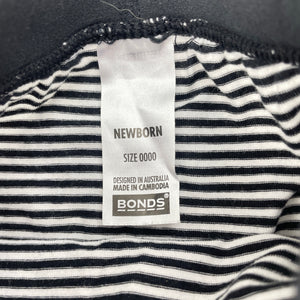 NEWBORN
SIZE 0000
DESIGNED IN AUSTRALIA
MADE IN CAMBODIA
BONDS